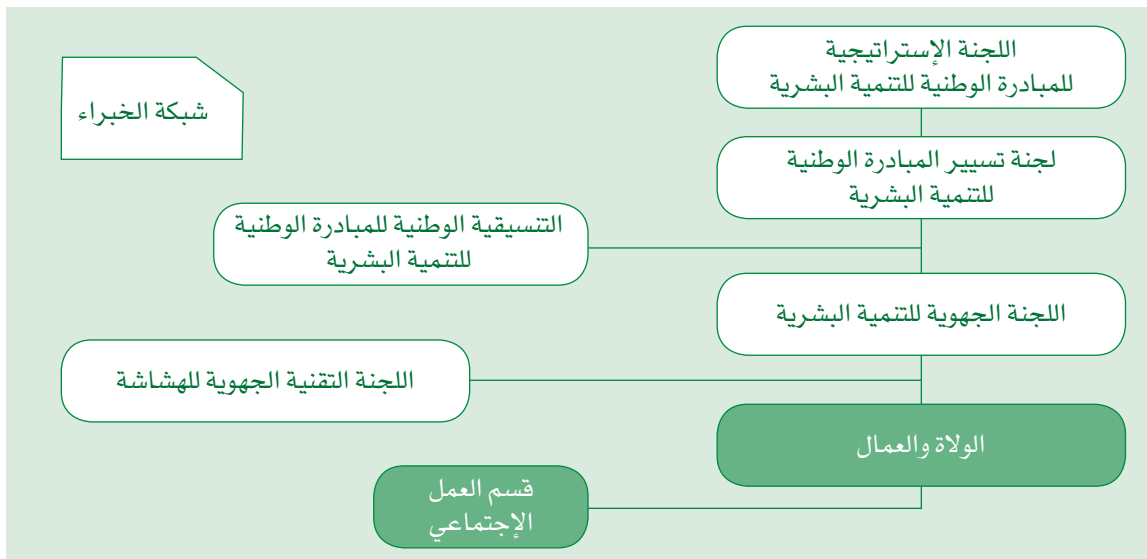 اللجنة الإستراتيجية
للمبادرة الوطنية للتنمية البشرية
شبكة الخبراء
لجنة تسيير المبادرة الوطنية
للتنمية البشرية
التنسيقية الوطنية للمبادرة الوطنية
للتنمية البشرية
اللجنة الجهوية للتنمية البشرية
اللجنة التقنية الجهوية للهشاشة
الولاة والعمال
قسم العمل
الإجتماعي